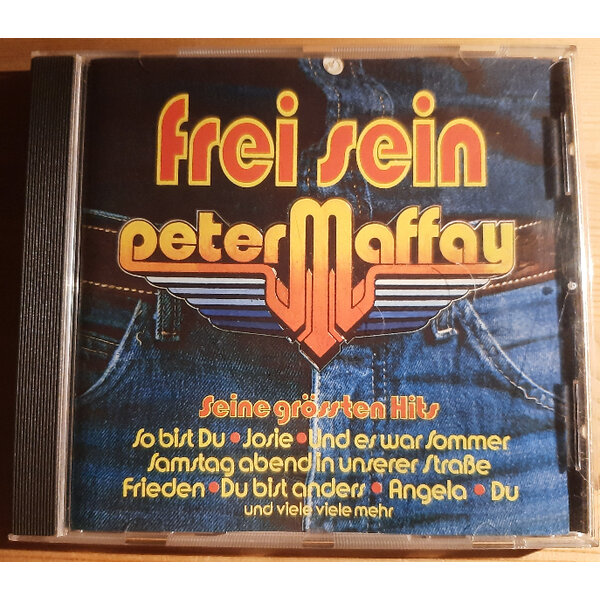 frei sein
peter Maffay
Seine grössten Hits
So bist Du • Josie • Und es war Sommer
Samstag abend in unserer Straße
Frieden • Du bist anders • Angela • Du
und viele viele mehr